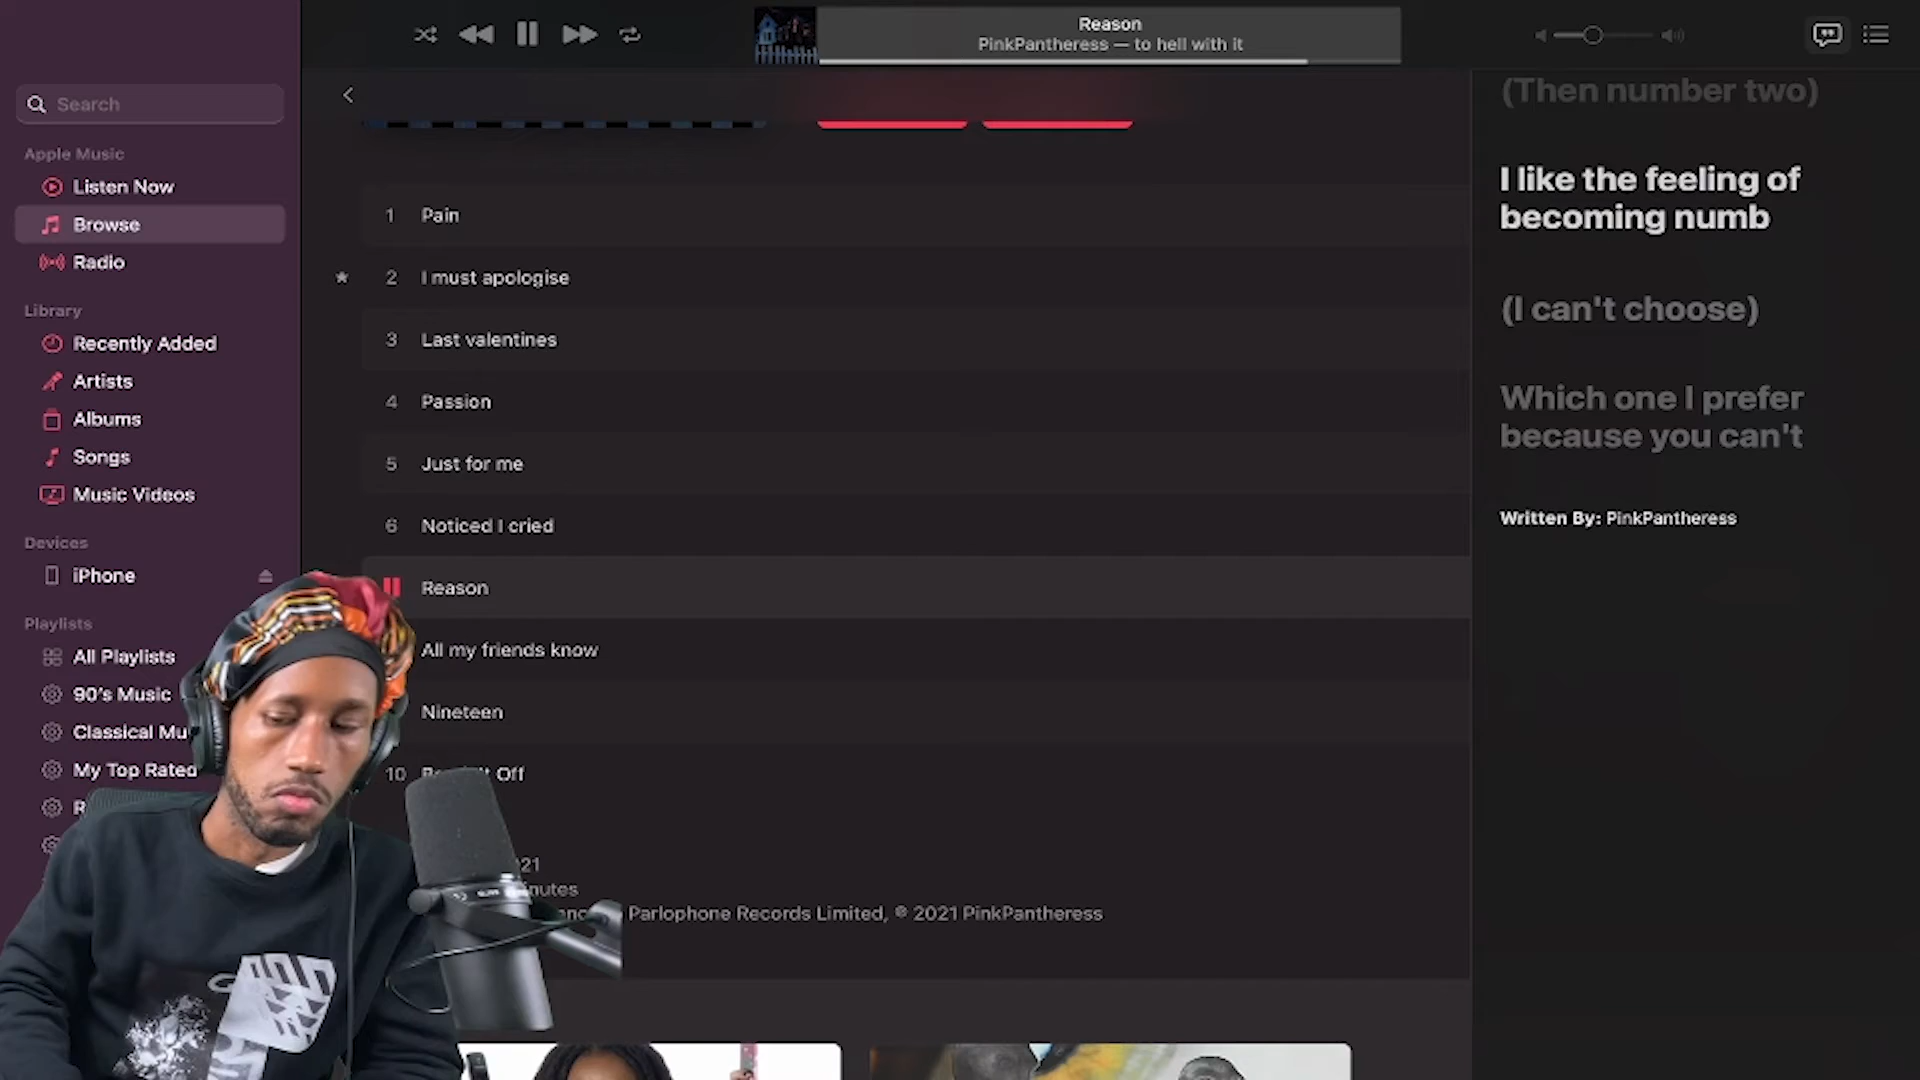 Reason
PinkPantheress — to hell with it
Search
Apple Music
Listen Now
Browse
Radio
Library
Recently Added
Artists
Albums
Songs
Music Videos
Devices
iPhone
Playlists
All Playlists
90's Music
Classical Mu
My Top Rated
R
1 Pain
★ 2 I must apologise
3 Last valentines
4 Passion
5 Just for me
6 Noticed I cried
Reason
All my friends know
Nineteen
10 Off
21
nutes
Parlophone Records Limited, ℗ 2021 PinkPantheress
(Then number two)
I like the feeling of
becoming numb
(I can't choose)
Which one I prefer
because you can't
Written By: PinkPantheress